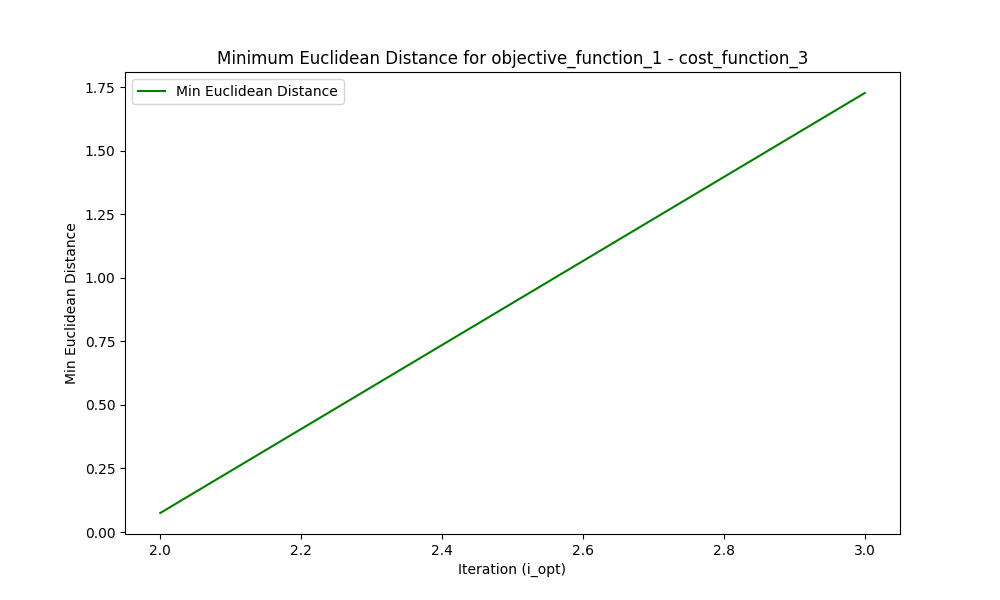 Minimum Euclidean Distance for objective_function_1 - cost_function_3
Min Euclidean Distance
Min Euclidean Distance
1.75
1.50
1.25
1.00
0.75
0.50
0.25
0.00
2.0 2.2 2.4 2.6 2.8 3.0
Iteration (i_opt)